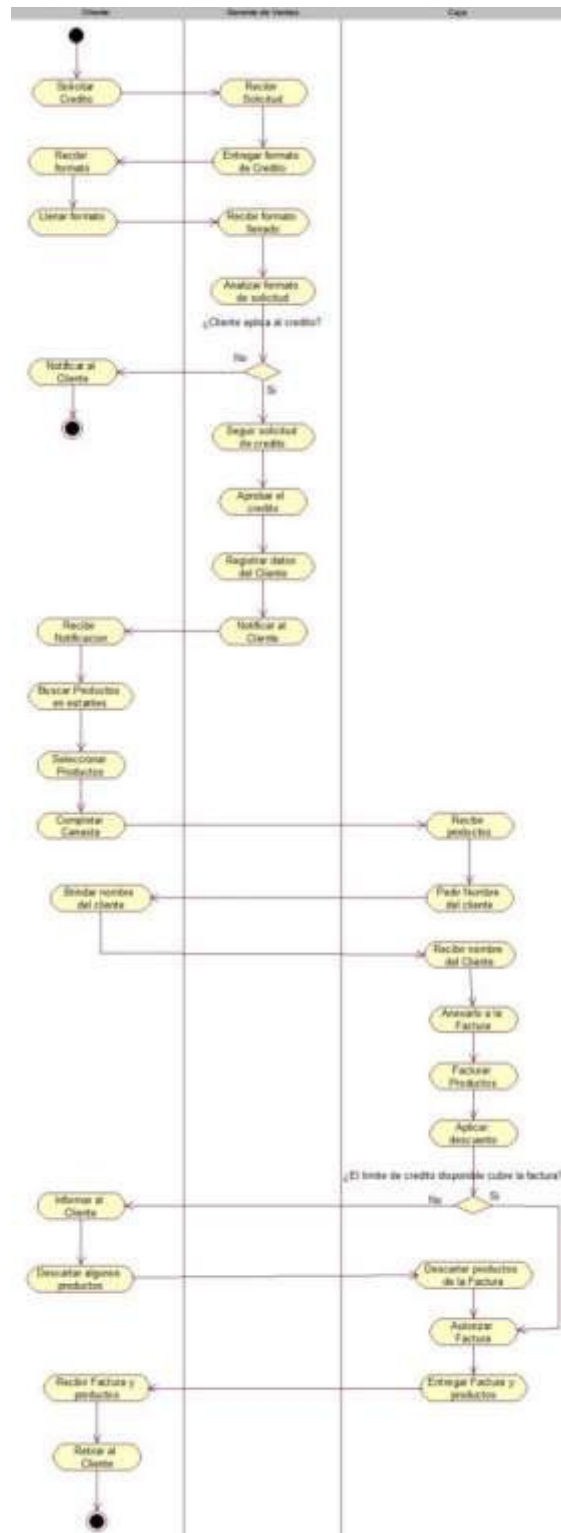 Cliente
Gerente de Ventas
Caja
Solicitar
Credito
Recibir
Solicitud
Recibir
formato
Entregar formato
de Credito
Llenar formato
Recibir formato
llenado
Analizar formato
de solicitud
¿Cliente aplica al credito?
No
Notificar al
Cliente
Si
Seguir solicitud
de credito
Aprobar el
credito
Registrar datos
del Cliente
Recibe
Notificacion
Notificar al
Cliente
Buscar Productos
en estantes
Seleccionar
Productos
Completar
Canasta
Recibe
productos
Brindar nombre
del cliente
Pedir Nombre
del cliente
Recibir nombre
del Cliente
Anexarlo a la
Factura
Facturar
Productos
Aplicar
descuento
¿El limite de credito disponible cubre la factura?
Informar al
Cliente
No
Si
Descartar algunos
productos
Descartar productos
de la Factura
Autorizar
Factura
Recibir Factura y
productos
Entregar Factura y
productos
Retirar al
Cliente